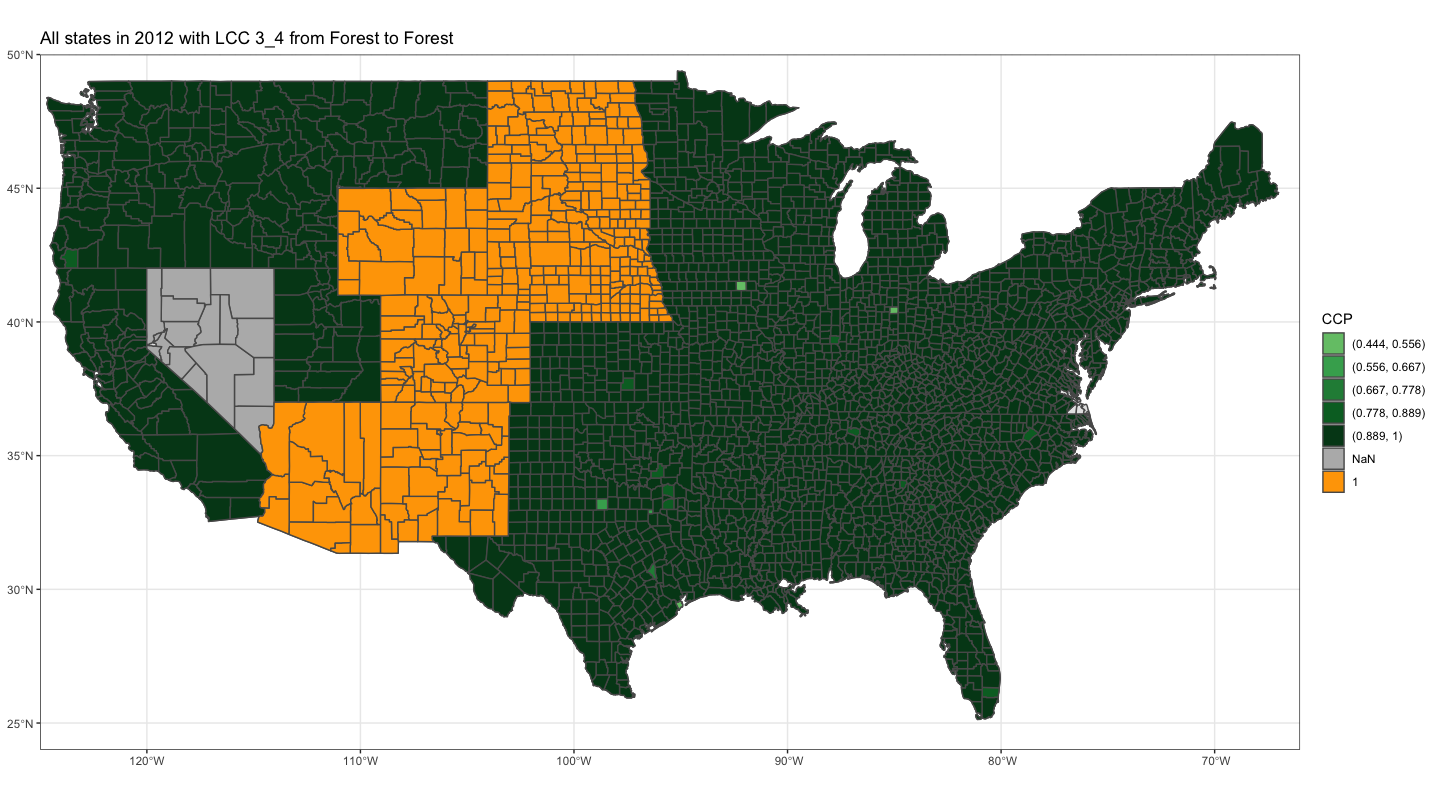 All states in 2012 with LCC 3_4 from Forest to Forest
50°N
45°N
40°N
35°N
30°N
25°N
120°W
110°W
100°W
90°W
80°W
70°W
CCP
(0.444, 0.556)
(0.556, 0.667)
(0.667, 0.778)
(0.778, 0.889)
(0.889, 1)
NaN
1